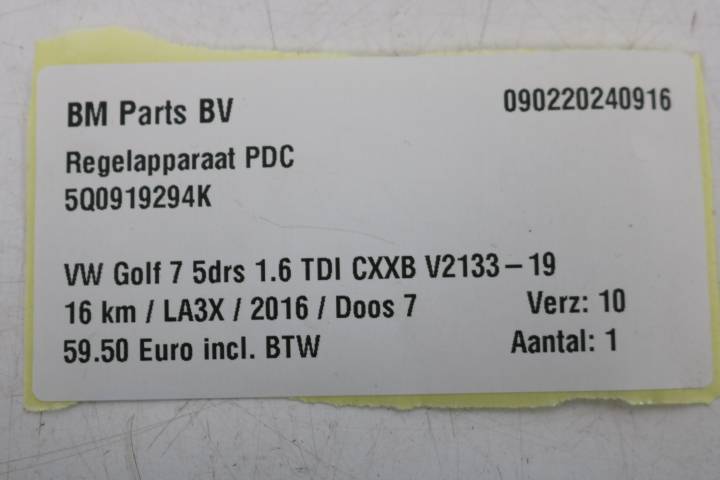 BM Parts BV 090220240916
Regelapparaat PDC
5Q0919294K
VW Golf 7 5drs 1.6 TDI CXXB V2133-19
16 km / LA3X / 2016 / Doos 7 Verz: 10
59.50 Euro incl. BTW Aantal: 1